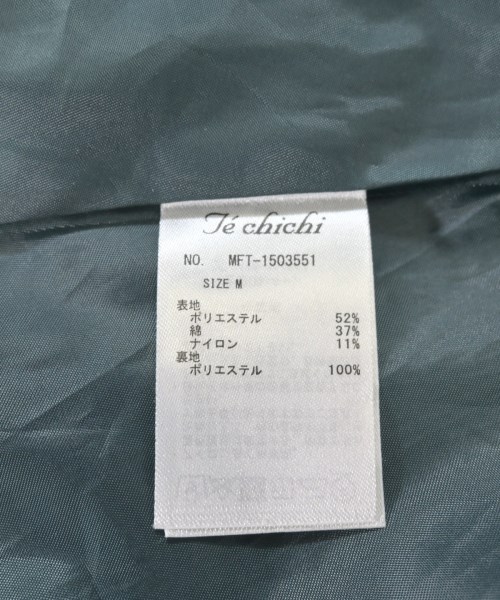 Té chichi
NO. MFT-1503551
SIZE M
表地
ポリエステル 52%
綿 37%
ナイロン 11%
裏地
ポリエステル 100%